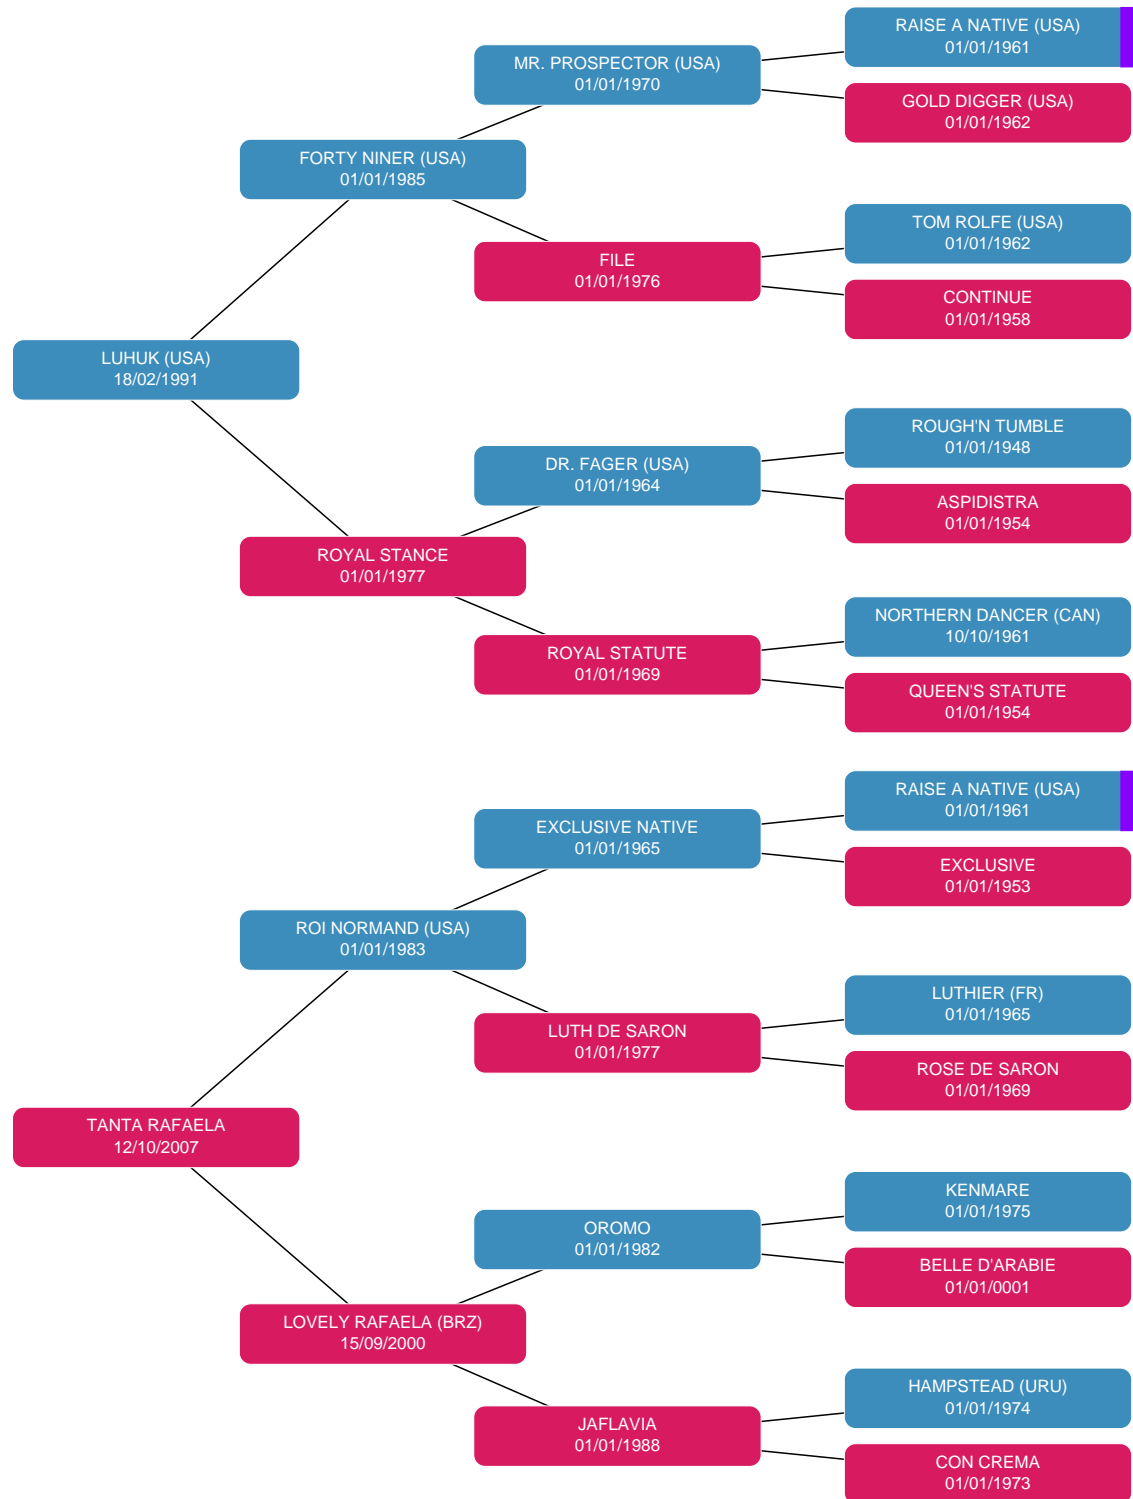 RAISE A NATIVE (USA)
01/01/1961
MR. PROSPECTOR (USA)
01/01/1970
GOLD DIGGER (USA)
01/01/1962
FORTY NINER (USA)
01/01/1985
TOM ROLFE (USA)
01/01/1962
FILE
01/01/1976
CONTINUE
01/01/1958
LUHUK (USA)
18/02/1991
ROUGH'N TUMBLE
01/01/1948
DR. FAGER (USA)
01/01/1964
ASPIDISTRA
01/01/1954
ROYAL STANCE
01/01/1977
NORTHERN DANCER (CAN)
10/10/1961
ROYAL STATUTE
01/01/1969
QUEEN'S STATUTE
01/01/1954
RAISE A NATIVE (USA)
01/01/1961
EXCLUSIVE NATIVE
01/01/1965
EXCLUSIVE
01/01/1953
ROI NORMAND (USA)
01/01/1983
LUTHIER (FR)
01/01/1965
LUTH DE SARON
01/01/1977
ROSE DE SARON
01/01/1969
TANTA RAFAELA
12/10/2007
KENMARE
01/01/1975
OROMO
01/01/1982
BELLE D'ARABIE
01/01/0001
LOVELY RAFAELA (BRZ)
15/09/2000
HAMPSTEAD (URU)
01/01/1974
JAFLAVIA
01/01/1988
CON CREMA
01/01/1973